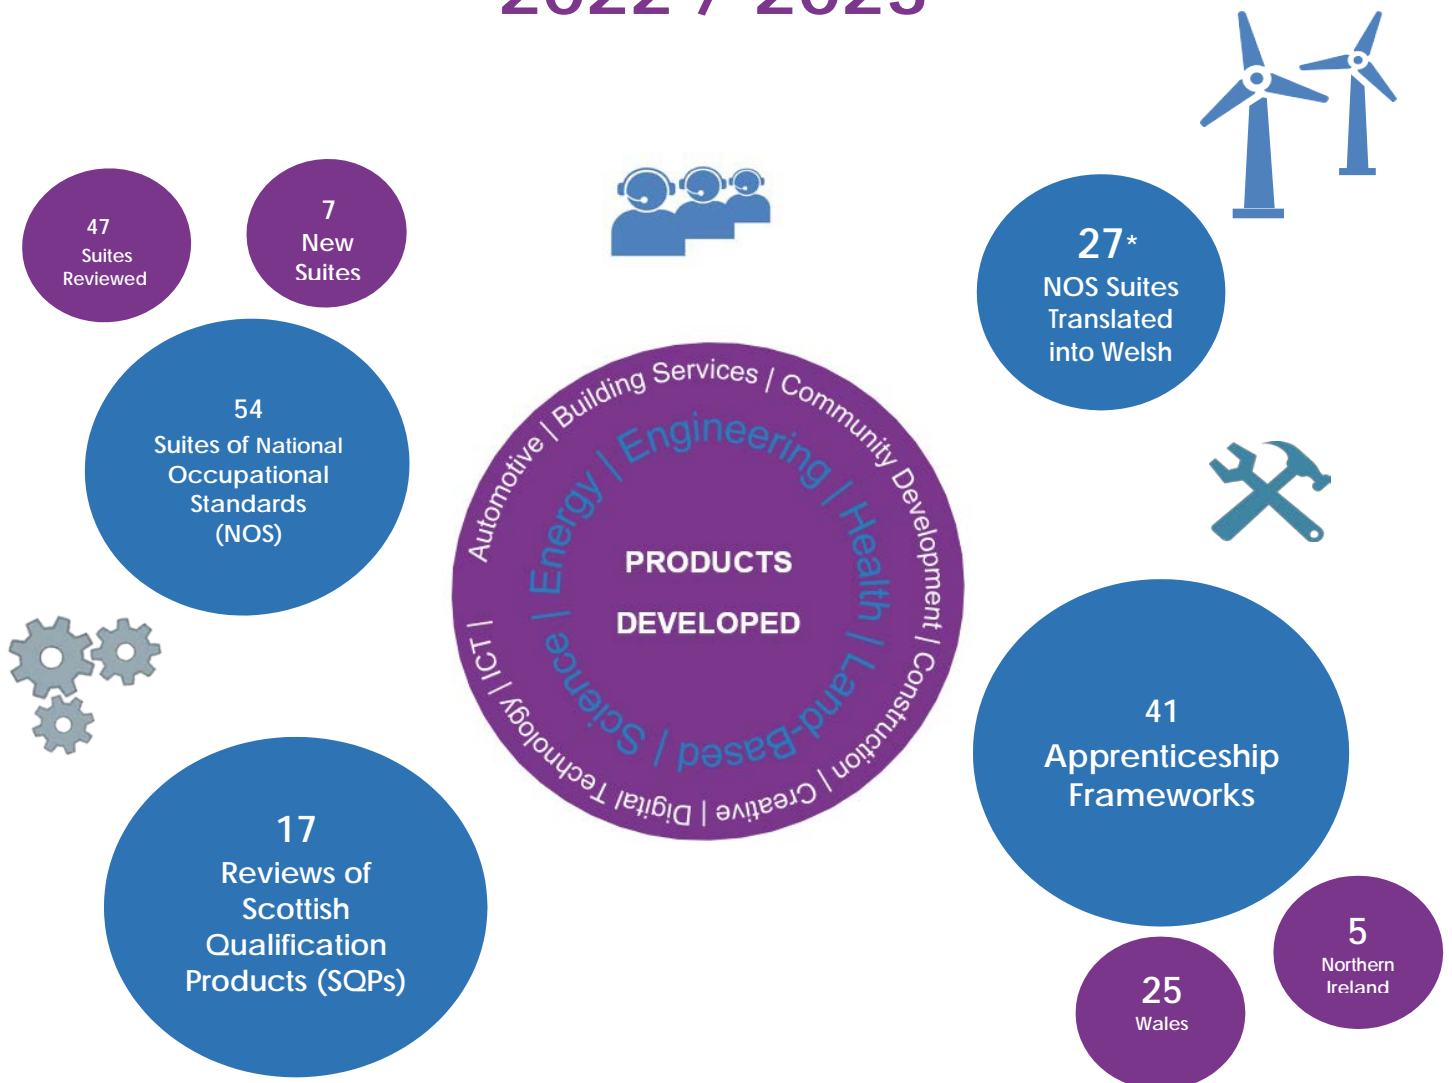 2022 / 2023
47
Suites
Reviewed
7
New
Suites
27*
NOS Suites
Translated
into Welsh
54
Suites of National
Occupational
Standards
(NOS)
Automotive | Building Services | Community Development | Construction | Creative | Digital Technology | ICT |
Energy | Engineering | Health | Land-Based | Science |
PRODUCTS
DEVELOPED
41
Apprenticeship
Frameworks
17
Reviews of
Scottish
Qualification
Products (SQPs)
5
Northern
Ireland
25
Wales